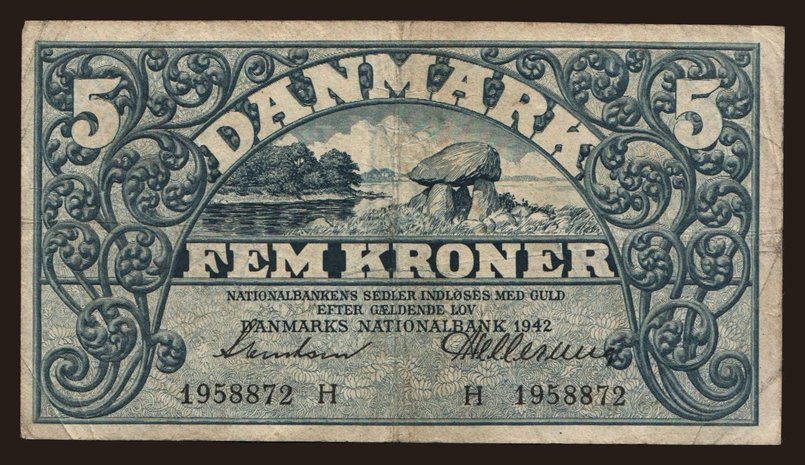 5 DANMARK 5
FEM KRONER
NATIONALBANKENS SEDLER INDLØSES MED GULD
EFTER GÆLDENDE LOV
DANMARKS NATIONALBANK 1942
1958872 H H 1958872